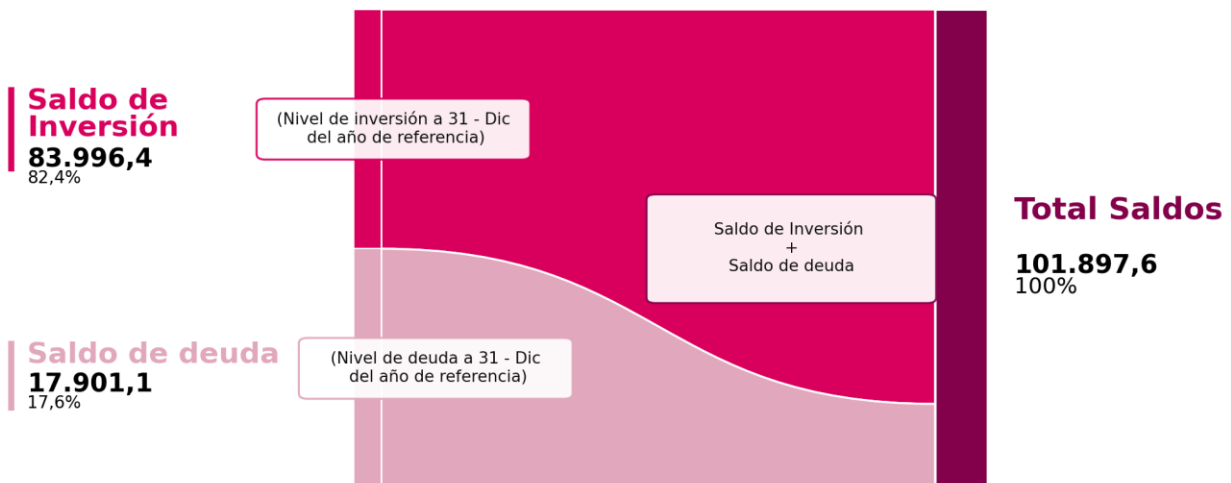 Saldo de
Inversión
83.996,4
82,4%
(Nivel de inversión a 31 - Dic
del año de referencia)
Saldo de Inversión
+
Saldo de deuda
Total Saldos
101.897,6
100%
Saldo de deuda
17.901,1
17,6%
(Nivel de deuda a 31 - Dic
del año de referencia)